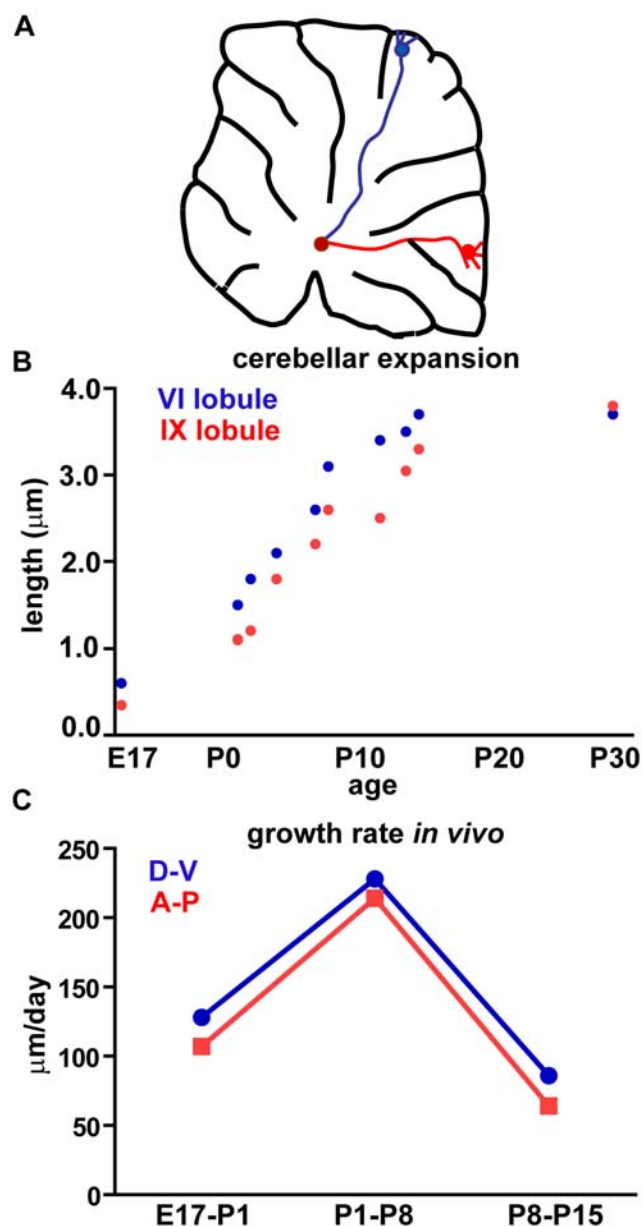 A
cerebellar expansion
B
VI lobule
IX lobule
4.0
3.0
2.0
1.0
0.0
length (μm)
E17 P0 P10 P20 P30
age
C
growth rate in vivo
D-V
A-P
250
200
150
100
50
0
μm/day
E17-P1 P1-P8 P8-P15